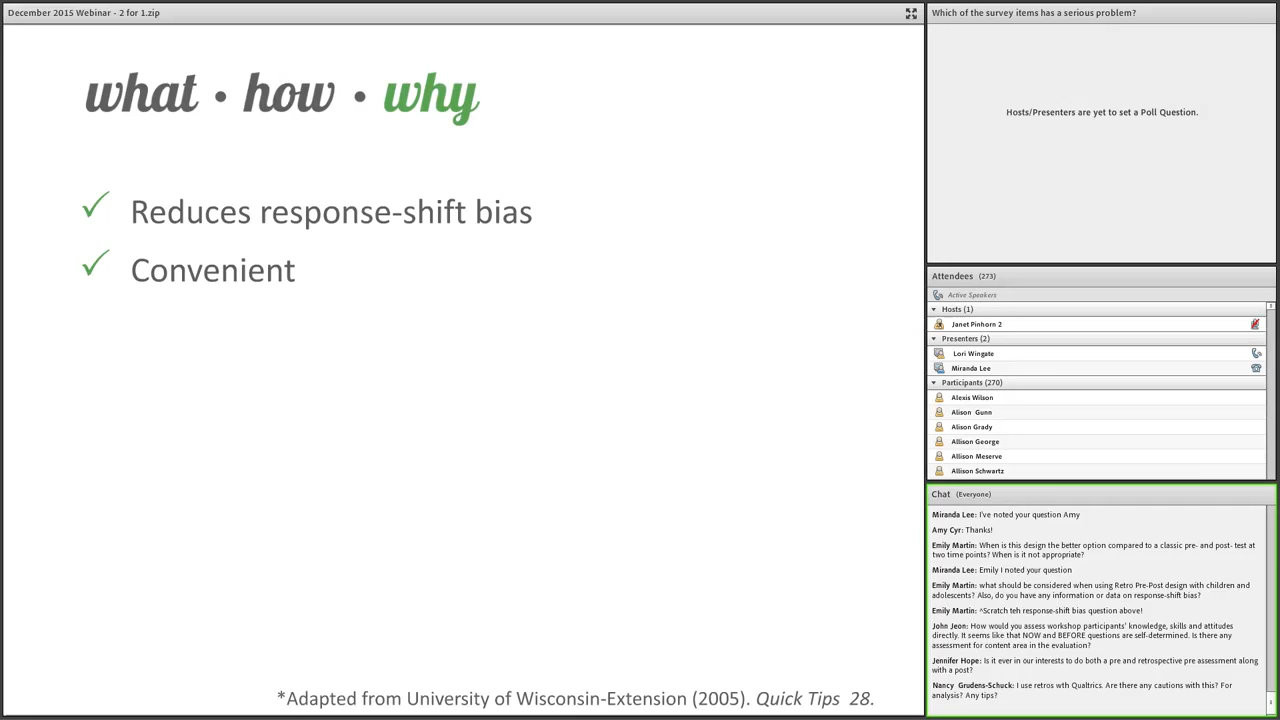 December 2015 Webinar - 2 for 1.zip
what • how • why
✓ Reduces response-shift bias
✓ Convenient
*Adapted from University of Wisconsin-Extension (2005). Quick Tips 28.
Which of the survey items has a serious problem?
Hosts/Presenters are yet to set a Poll Question.
Attendees (273)
Active Speakers
Hosts (1)
Janet Pinhorn 2
Presenters (2)
Lori Wingate
Miranda Lee
Participants (270)
Alexis Wilson
Alison Gunn
Alison Grady
Allison George
Allison Meserve
Allison Schwartz
Chat (Everyone)
Miranda Lee: I've noted your question Amy
Amy Cyr: Thanks!
Emily Martin: When is this design the better option compared to a classic pre- and post- test at
two time points? When is it not appropriate?
Miranda Lee: Emily I noted your question
Emily Martin: what should be considered when using Retro Pre-Post design with children and
adolescents? Also, do you have any information or data on response-shift bias?
Emily Martin: ^Scratch teh response-shift bias question above!
John Jeon: How would you assess workshop participants' knowledge, skills and attitudes
directly. It seems like that NOW and BEFORE questions are self-determined. Is there any
assessment for content area in the evaluation?
Jennifer Hope: Is it ever in our interests to do both a pre and retrospective pre assessment along
with a post?
Nancy Grudens-Schuck: I use retros wth Qualtrics. Are there any cautions with this? For
analysis? Any tips?